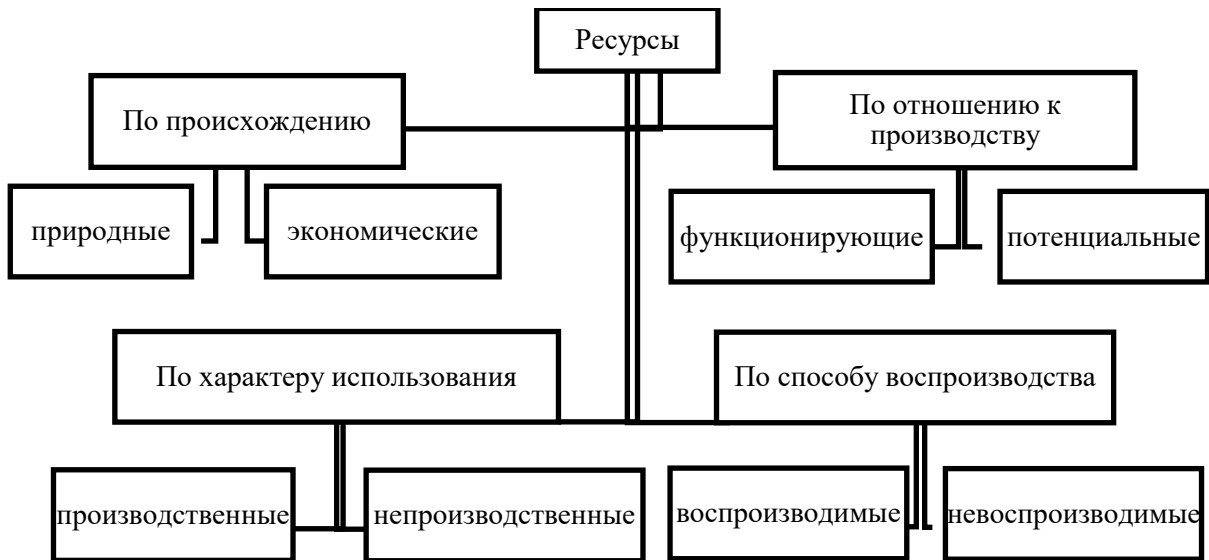 Ресурсы
По происхождению
По отношению к
производству
природные
экономические
функционирующие
потенциальные
По характеру использования
По способу воспроизводства
производственные
непроизводственные
воспроизводимые
невоспроизводимые